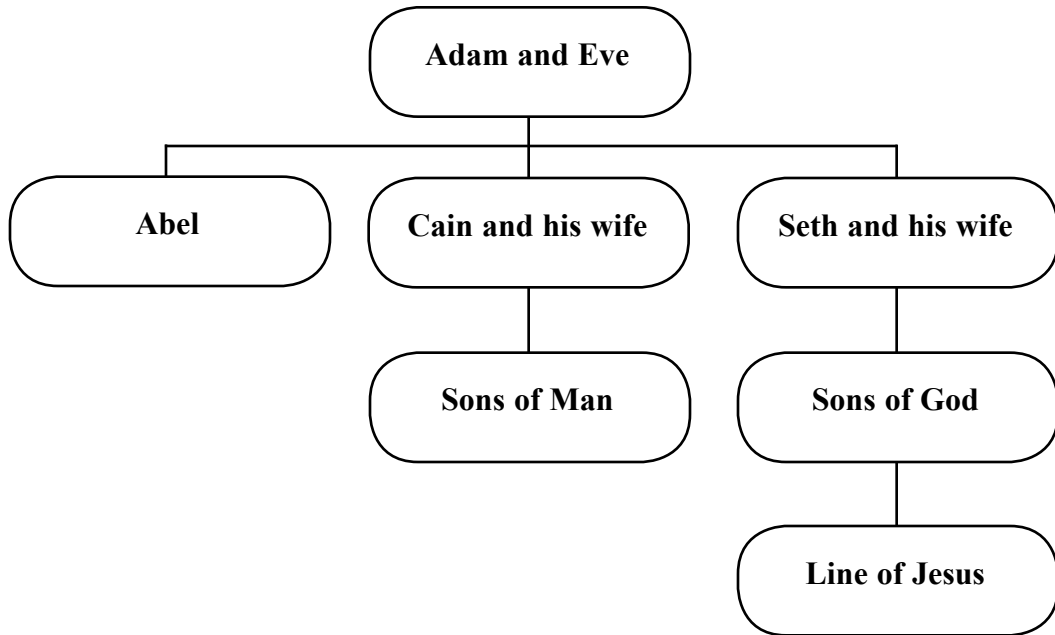 Adam and Eve
Abel
Cain and his wife
Seth and his wife
Sons of Man
Sons of God
Line of Jesus